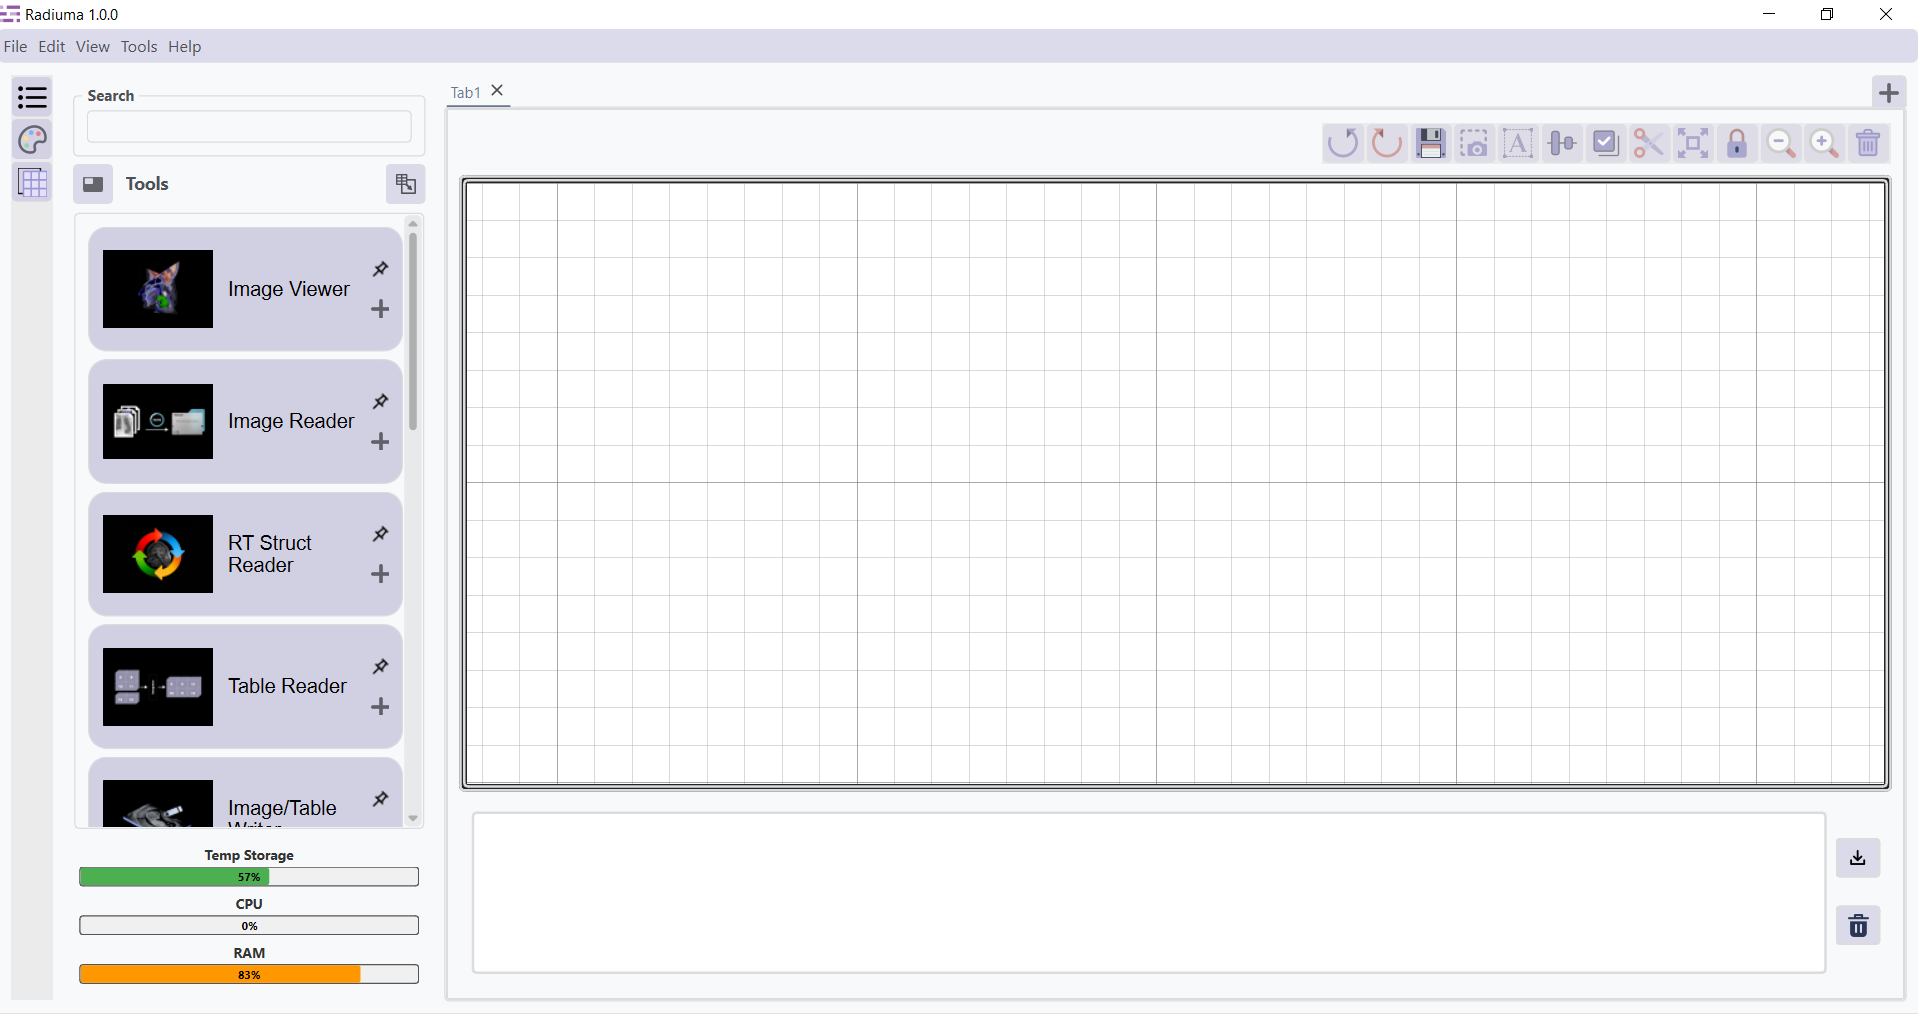 Radiuma 1.0.0
File Edit View Tools Help
Search
Tab1
Tools
Image Viewer
Image Reader
RT Struct
Reader
Table Reader
Image/Table
Temp Storage
57%
CPU
0%
RAM
83%